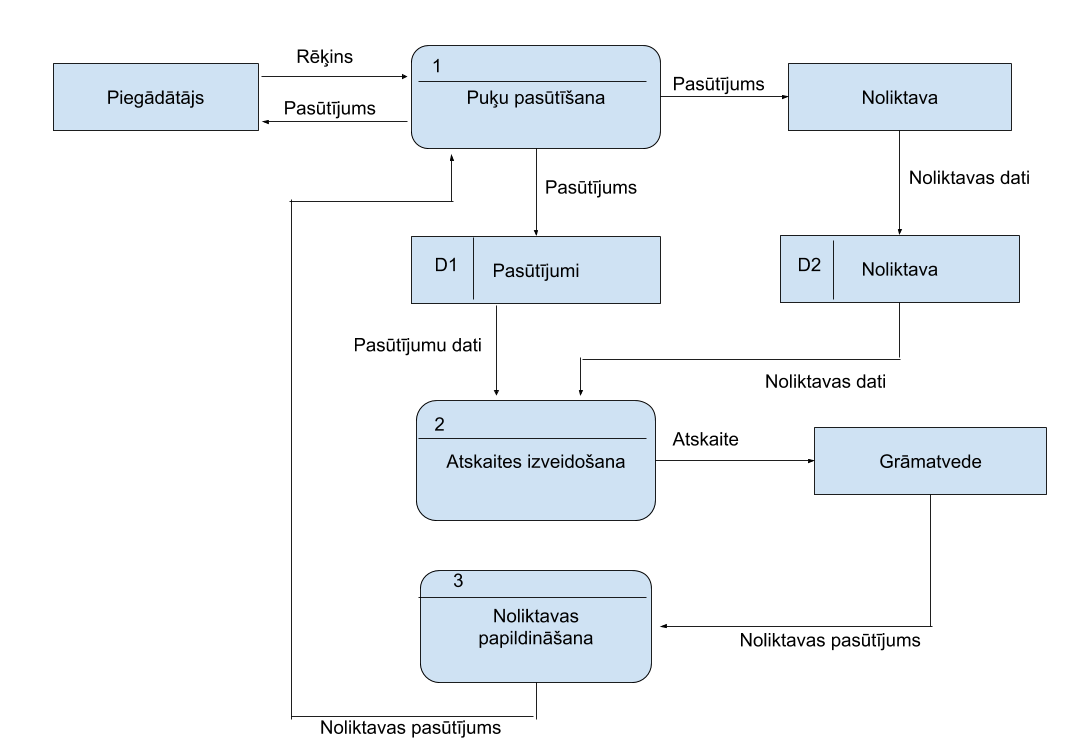 Rēķins
1
Pasūtījums
Piegādātājs
Puķu pasūtīšana
Noliktava
Pasūtījums
Noliktavas dati
Pasūtījums
D1
Pasūtījumi
D2
Noliktava
Pasūtījumu dati
Noliktavas dati
2
Atskaite
Atskaites izveidošana
Grāmatvede
3
Noliktavas
papildināšana
Noliktavas pasūtījums
Noliktavas pasūtījums